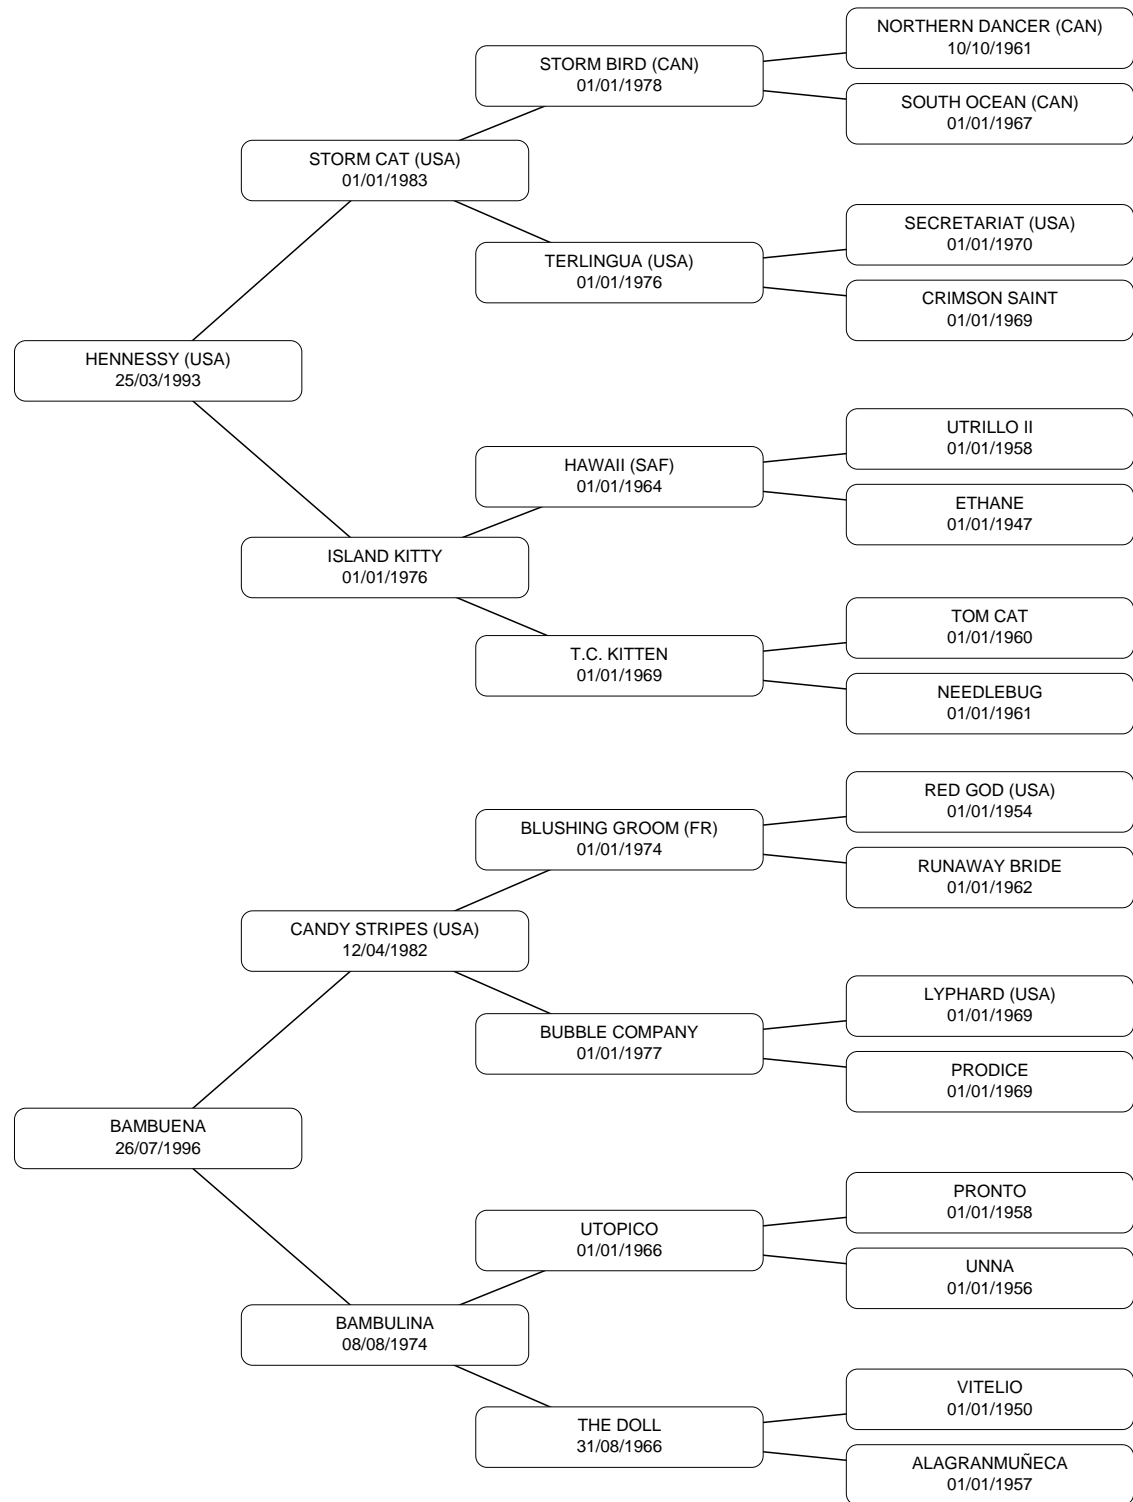 NORTHERN DANCER (CAN)
10/10/1961
STORM BIRD (CAN)
01/01/1978
SOUTH OCEAN (CAN)
01/01/1967
STORM CAT (USA)
01/01/1983
SECRETARIAT (USA)
01/01/1970
TERLINGUA (USA)
01/01/1976
CRIMSON SAINT
01/01/1969
HENNESSY (USA)
25/03/1993
UTRILLO II
01/01/1958
HAWAII (SAF)
01/01/1964
ETHANE
01/01/1947
ISLAND KITTY
01/01/1976
TOM CAT
01/01/1960
T.C. KITTEN
01/01/1969
NEEDLEBUG
01/01/1961
RED GOD (USA)
01/01/1954
BLUSHING GROOM (FR)
01/01/1974
RUNAWAY BRIDE
01/01/1962
CANDY STRIPES (USA)
12/04/1982
LYPHARD (USA)
01/01/1969
BUBBLE COMPANY
01/01/1977
PRODICE
01/01/1969
BAMBUENA
26/07/1996
PRONTO
01/01/1958
UTOPICO
01/01/1966
UNNA
01/01/1956
BAMBULINA
08/08/1974
VITELIO
01/01/1950
THE DOLL
31/08/1966
ALAGRANMUÑECA
01/01/1957